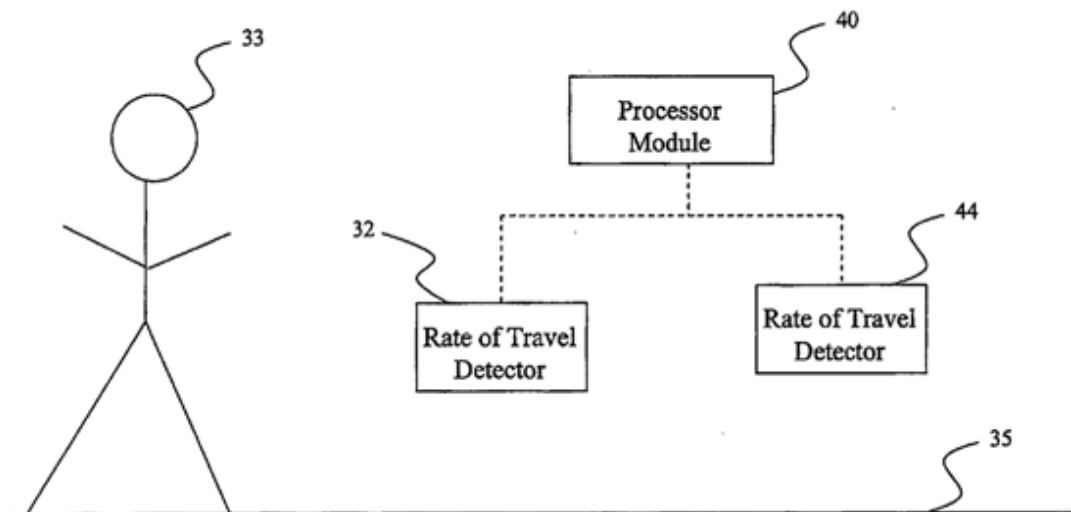 33
40
Processor
Module
32
44
Rate of Travel
Detector
Rate of Travel
Detector
35